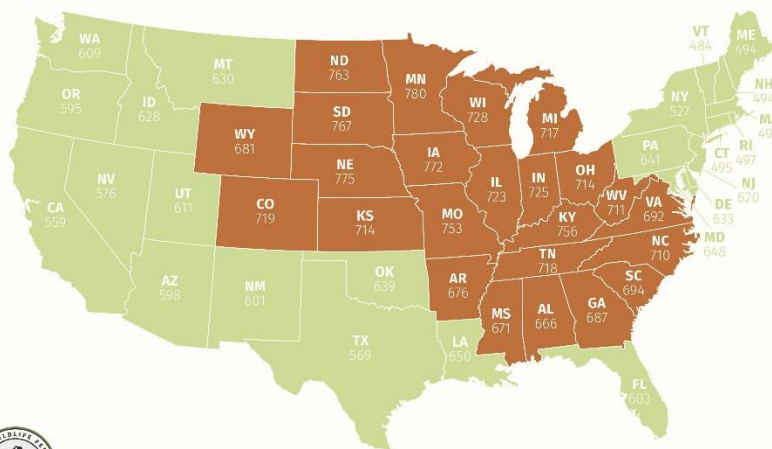 WA
609
OR
595
CA
559
NV
576
ID
628
MT
630
WY
681
UT
611
CO
719
AZ
598
NM
601
ND
763
SD
767
NE
775
KS
714
OK
639
TX
569
MN
780
IA
772
MO
753
AR
676
LA
650
WI
728
IL
723
MI
717
IN
725
OH
714
KY
756
TN
718
MS
671
AL
666
GA
687
FL
603
SC
694
NC
710
VA
692
WV
711
PA
641
NY
527
VT
484
ME
494
NH
494
RI
497
CT
495
NJ
620
DE
633
MD
648